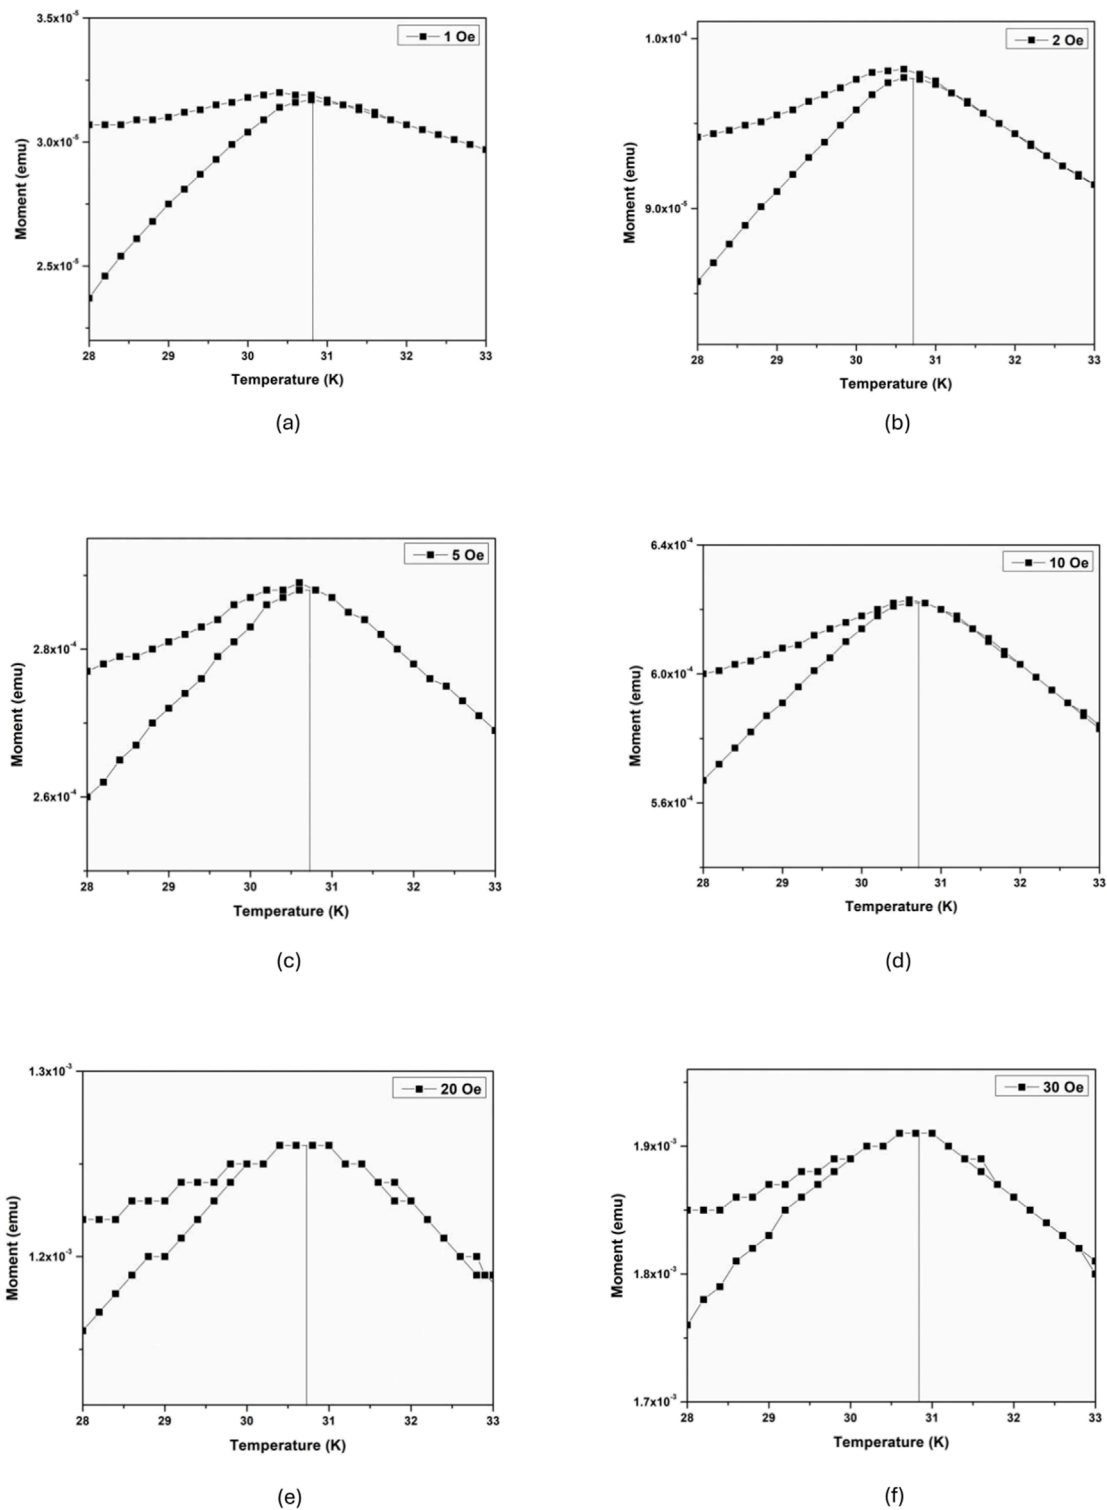 3.5x10⁻⁵
1 Oe
3.0x10⁻⁵
Moment (emu)
2.5x10⁻⁵
28 29 30 31 32 33
Temperature (K)
(a)
1.0x10⁻⁴
2 Oe
Moment (emu)
9.0x10⁻⁵
28 29 30 31 32 33
Temperature (K)
(b)
5 Oe
2.8x10⁻⁴
Moment (emu)
2.6x10⁻⁴
28 29 30 31 32 33
Temperature (K)
(c)
6.4x10⁻⁴
10 Oe
6.0x10⁻⁴
Moment (emu)
5.6x10⁻⁴
28 29 30 31 32 33
Temperature (K)
(d)
1.3x10⁻³
20 Oe
Moment (emu)
1.2x10⁻³
28 29 30 31 32 33
Temperature (K)
(e)
30 Oe
1.9x10⁻³
Moment (emu)
1.8x10⁻³
1.7x10⁻³
28 29 30 31 32 33
Temperature (K)
(f)